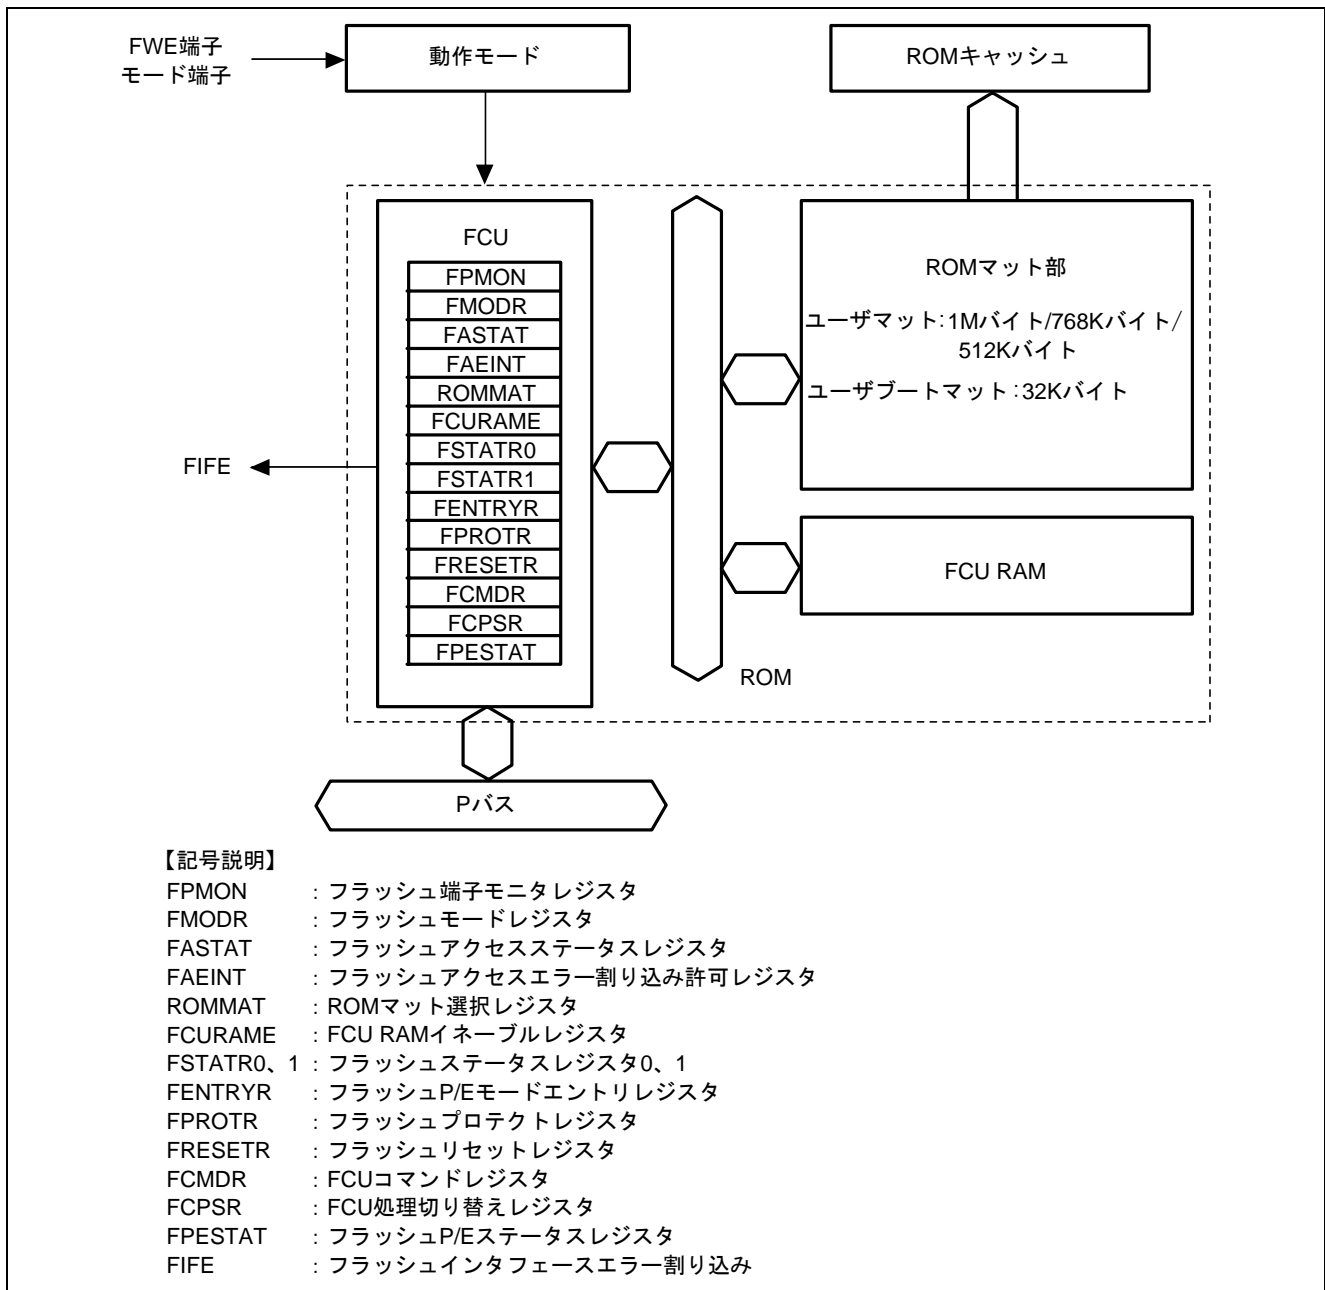 FWE端子
モード端子
動作モード
ROMキャッシュ
FCU
FPMON
FMODR
FASTAT
FAEINT
ROMMAT
FCURAME
FSTATR0
FSTATR1
FENTRYR
FPROTR
FRESETR
FCMDR
FCPSR
FPESTAT
FIFE
ROMマット部
ユーザマット:1Mバイト/768Kバイト/
512Kバイト
ユーザブートマット:32Kバイト
FCU RAM
ROM
Pバス
【記号説明】
FPMON : フラッシュ端子モニタレジスタ
FMODR : フラッシュモードレジスタ
FASTAT : フラッシュアクセスステータスレジスタ
FAEINT : フラッシュアクセスエラー割り込み許可レジスタ
ROMMAT : ROMマット選択レジスタ
FCURAME : FCU RAMイネーブルレジスタ
FSTATR0、1 : フラッシュステータスレジスタ0、1
FENTRYR : フラッシュP/Eモードエントリレジスタ
FPROTR : フラッシュプロテクトレジスタ
FRESETR : フラッシュリセットレジスタ
FCMDR : FCUコマンドレジスタ
FCPSR : FCU処理切り替えレジスタ
FPESTAT : フラッシュP/Eステータスレジスタ
FIFE : フラッシュインタフェースエラー割り込み